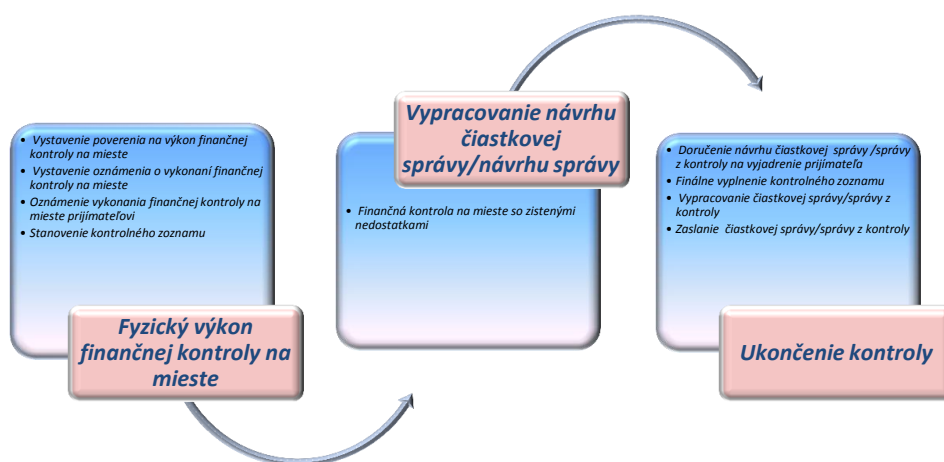 • Vystavenie poverenia na výkon finančnej
kontroly na mieste
• Vystavenie oznámenia o vykonaní finančnej
kontroly na mieste
• Oznámenie vykonania finančnej kontroly na
mieste prijímateľovi
• Stanovenie kontrolného zoznamu
Fyzický výkon
finančnej kontroly na
mieste
Vypracovanie návrhu
čiastkovej
správy/návrhu správy
• Finančná kontrola na mieste so zistenými
nedostatkami
• Doručenie návrhu čiastkovej správy /správy
z kontroly na vyjadrenie prijímateľa
• Finálne vyplnenie kontrolného zoznamu
• Vypracovanie čiastkovej správy/správy z
kontroly
• Zaslanie čiastkovej správy/správy z kontroly
Ukončenie kontroly